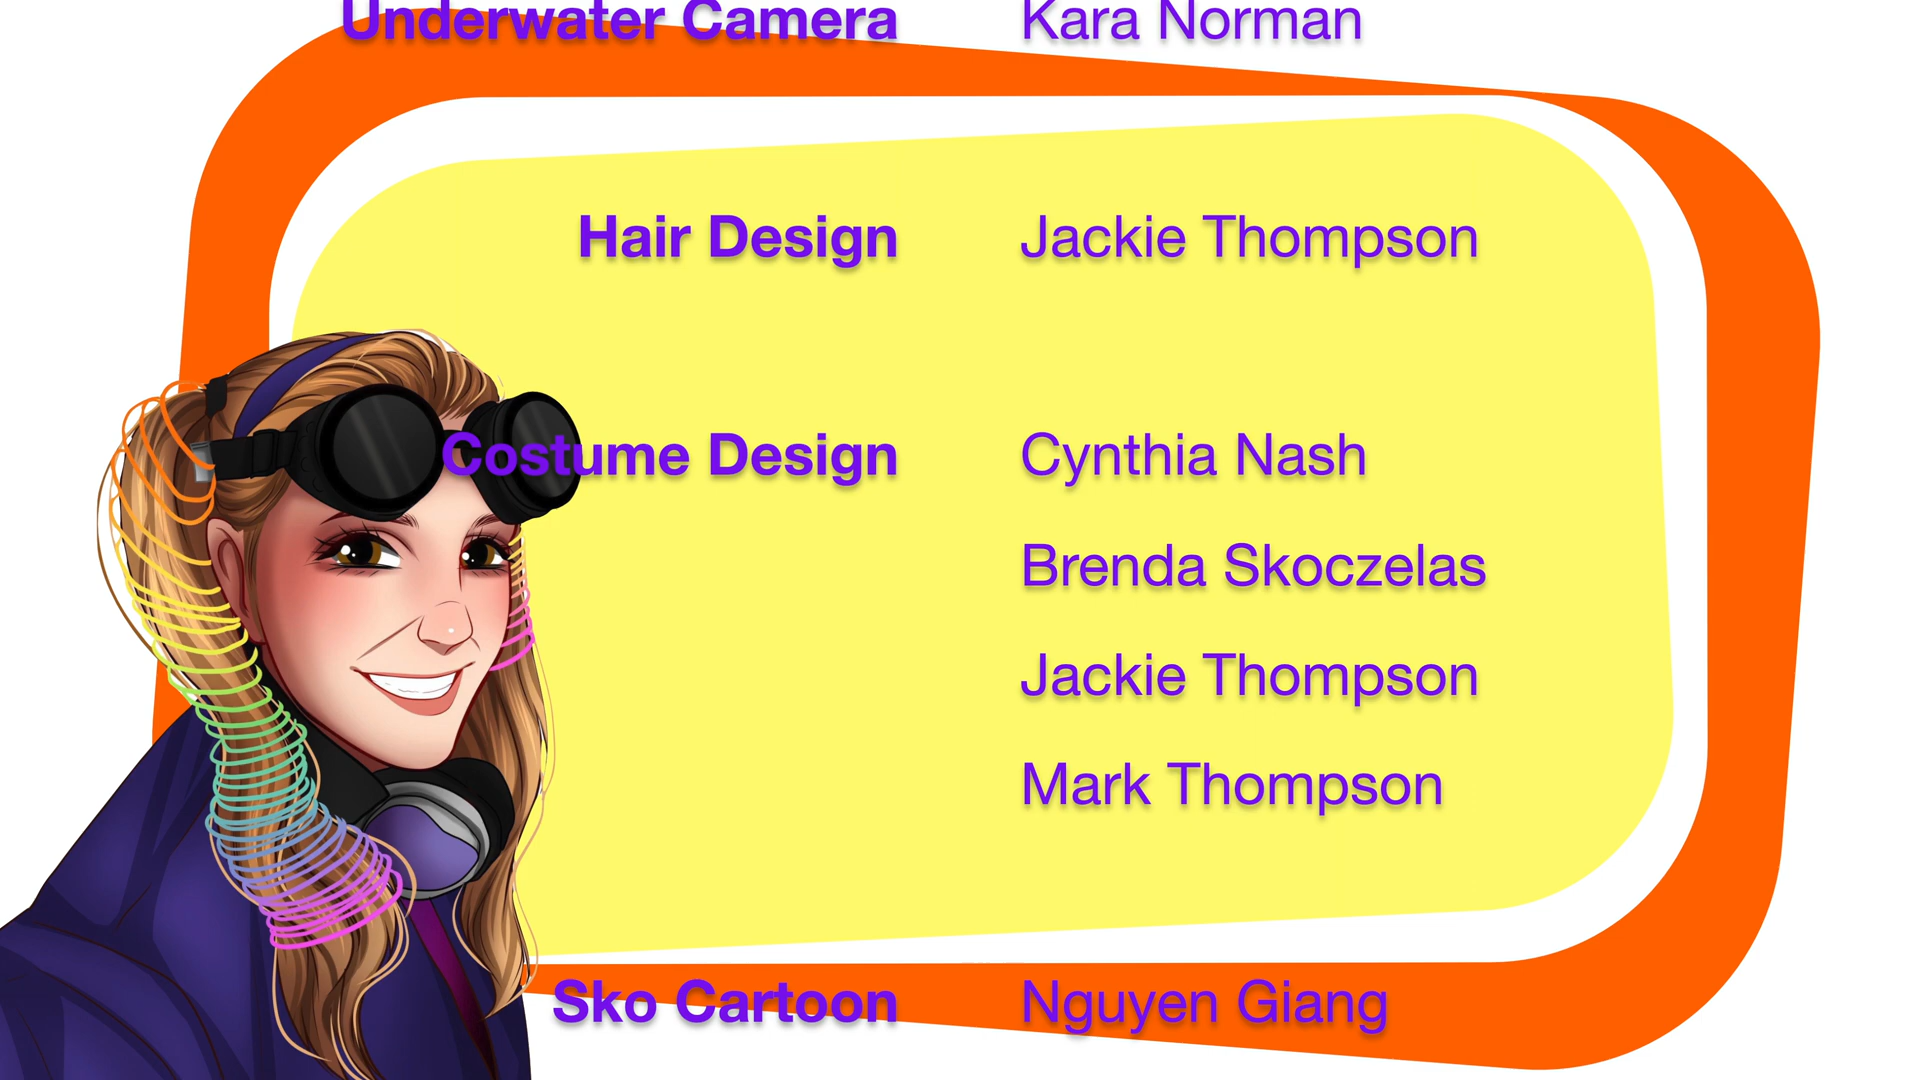 Underwater Camera Kara Norman
Hair Design Jackie Thompson
Costume Design Cynthia Nash
Brenda Skoczelas
Jackie Thompson
Mark Thompson
Sko Cartoon Nguyen Giang